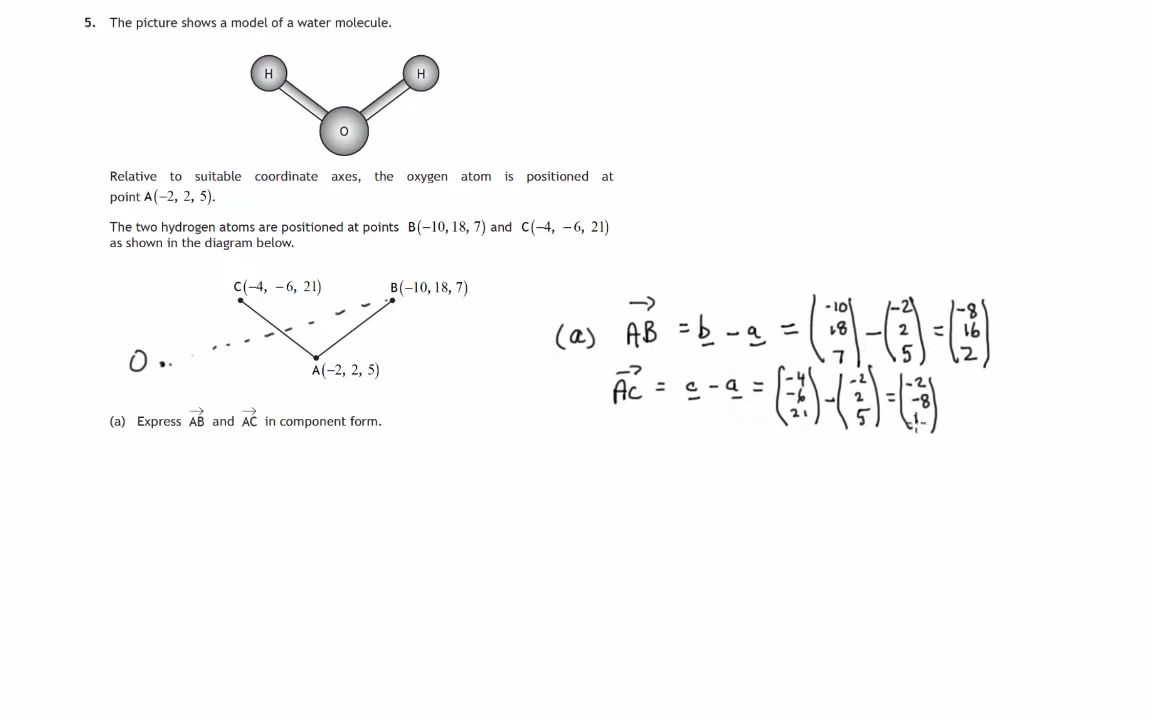 5. The picture shows a model of a water molecule.
H
H
O
Relative to suitable coordinate axes, the oxygen atom is positioned at
point A(−2, 2, 5).
The two hydrogen atoms are positioned at points B(−10, 18, 7) and C(−4, −6, 21)
as shown in the diagram below.
C(−4, −6, 21)
B(−10, 18, 7)
O
A(−2, 2, 5)
(a) Express AB and AC in component form.
(a) AB = b - a = (-10 18 7) - (-2 2 5) = (-8 16 2)
AC = c - a = (-4 -6 21) - (-2 2 5) = (-2 -8